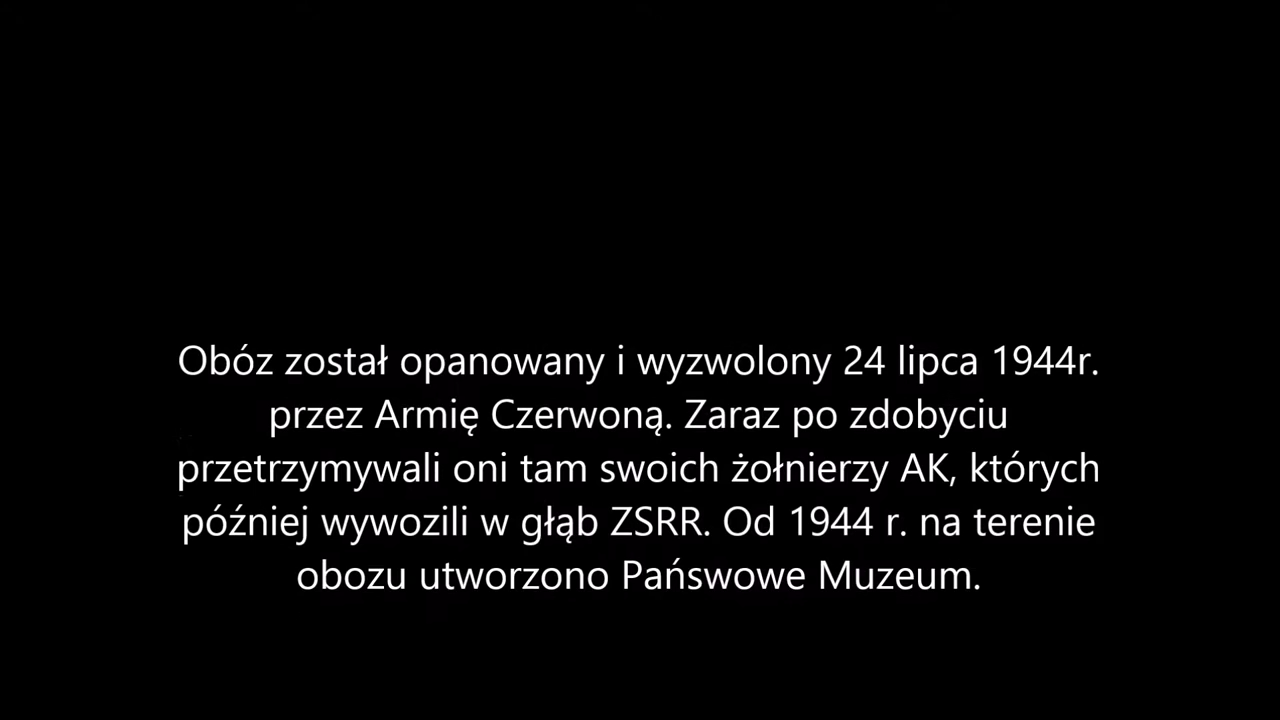 Obóz został opanowany i wyzwolony 24 lipca 1944r.
przez Armię Czerwoną. Zaraz po zdobyciu
przetrzymywali oni tam swoich żołnierzy AK, których
później wywozili w głąb ZSRR. Od 1944 r. na terenie
obozu utworzono Pańswowe Muzeum.